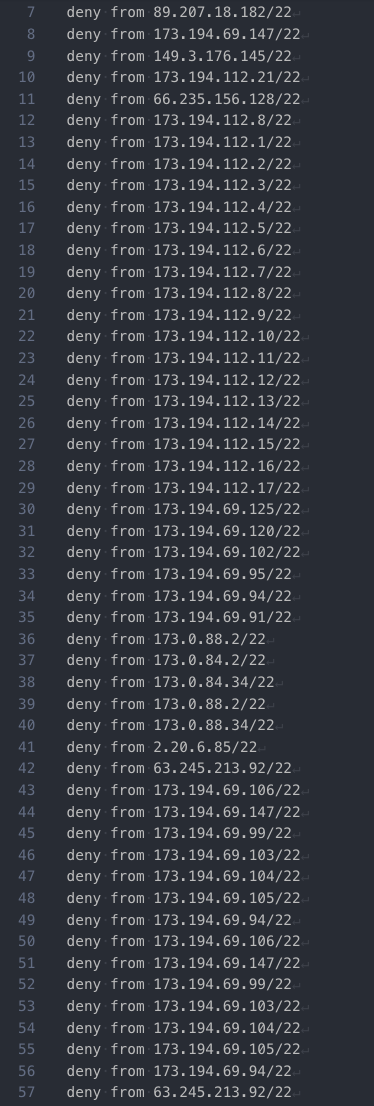 7 deny from 89.207.18.182/22
8 deny from 173.194.69.147/22
9 deny from 149.3.176.145/22
10 deny from 173.194.112.21/22
11 deny from 66.235.156.128/22
12 deny from 173.194.112.8/22
13 deny from 173.194.112.1/22
14 deny from 173.194.112.2/22
15 deny from 173.194.112.3/22
16 deny from 173.194.112.4/22
17 deny from 173.194.112.5/22
18 deny from 173.194.112.6/22
19 deny from 173.194.112.7/22
20 deny from 173.194.112.8/22
21 deny from 173.194.112.9/22
22 deny from 173.194.112.10/22
23 deny from 173.194.112.11/22
24 deny from 173.194.112.12/22
25 deny from 173.194.112.13/22
26 deny from 173.194.112.14/22
27 deny from 173.194.112.15/22
28 deny from 173.194.112.16/22
29 deny from 173.194.112.17/22
30 deny from 173.194.69.125/22
31 deny from 173.194.69.120/22
32 deny from 173.194.69.102/22
33 deny from 173.194.69.95/22
34 deny from 173.194.69.94/22
35 deny from 173.194.69.91/22
36 deny from 173.0.88.2/22
37 deny from 173.0.84.2/22
38 deny from 173.0.84.34/22
39 deny from 173.0.88.2/22
40 deny from 173.0.88.34/22
41 deny from 2.20.6.85/22
42 deny from 63.245.213.92/22
43 deny from 173.194.69.106/22
44 deny from 173.194.69.147/22
45 deny from 173.194.69.99/22
46 deny from 173.194.69.103/22
47 deny from 173.194.69.104/22
48 deny from 173.194.69.105/22
49 deny from 173.194.69.94/22
50 deny from 173.194.69.106/22
51 deny from 173.194.69.147/22
52 deny from 173.194.69.99/22
53 deny from 173.194.69.103/22
54 deny from 173.194.69.104/22
55 deny from 173.194.69.105/22
56 deny from 173.194.69.94/22
57 deny from 63.245.213.92/22